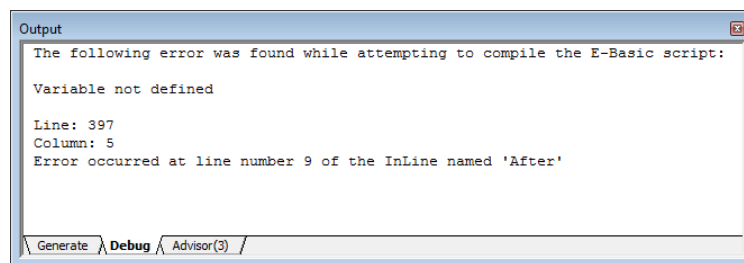 Output
The following error was found while attempting to compile the E-Basic script:
Variable not defined
Line: 397
Column: 5
Error occurred at line number 9 of the InLine named 'After'
Generate Debug Advisor(3)